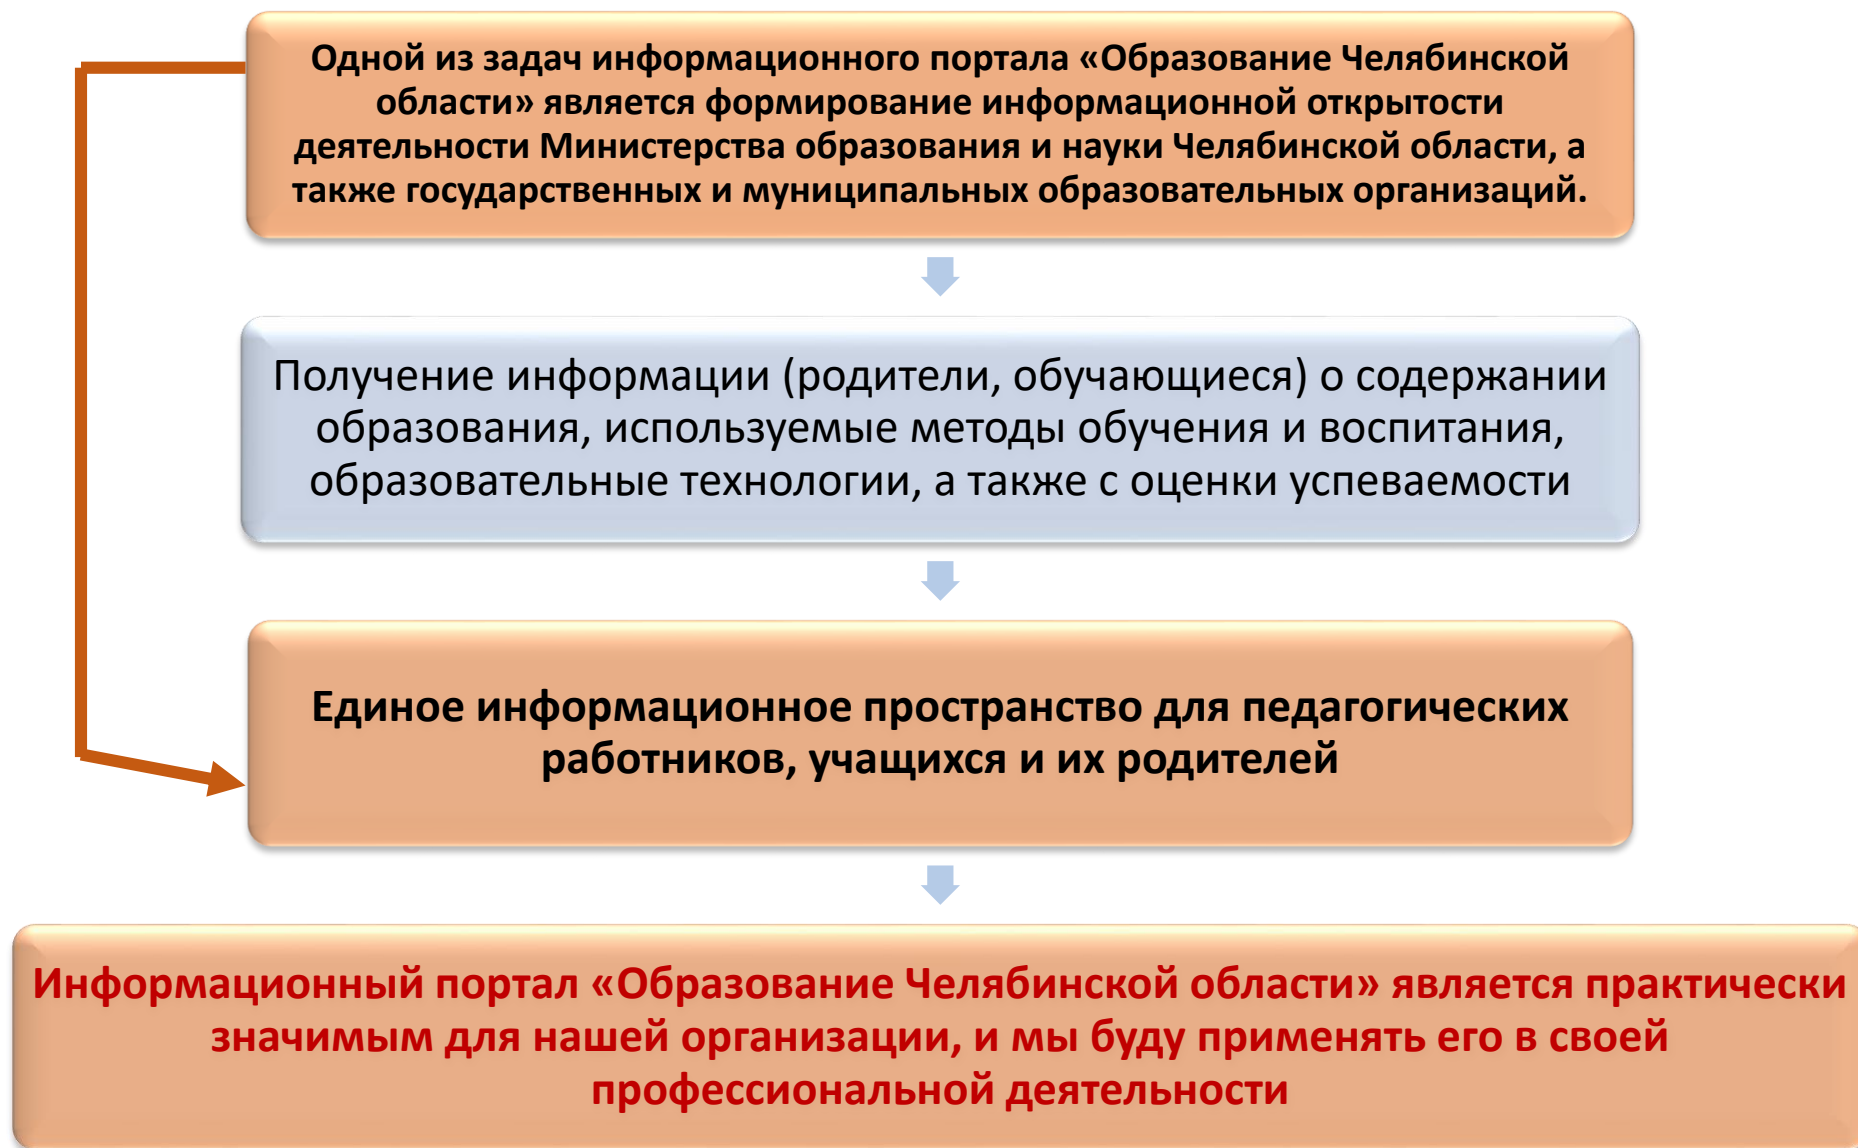 Одной из задач информационного портала «Образование Челябинской
области» является формирование информационной открытости
деятельности Министерства образования и науки Челябинской области, а
также государственных и муниципальных образовательных организаций.
Получение информации (родители, обучающиеся) о содержании
образования, используемые методы обучения и воспитания,
образовательные технологии, а также с оценки успеваемости
Единое информационное пространство для педагогических
работников, учащихся и их родителей
Информационный портал «Образование Челябинской области» является практически
значимым для нашей организации, и мы буду применять его в своей
профессиональной деятельности